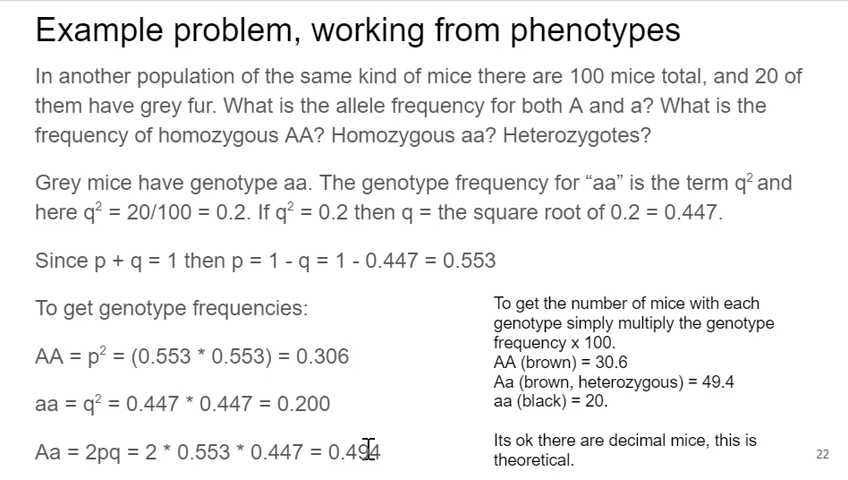 Example problem, working from phenotypes
In another population of the same kind of mice there are 100 mice total, and 20 of
them have grey fur. What is the allele frequency for both A and a? What is the
frequency of homozygous AA? Homozygous aa? Heterozygotes?
Grey mice have genotype aa. The genotype frequency for “aa” is the term q² and
here q² = 20/100 = 0.2. If q² = 0.2 then q = the square root of 0.2 = 0.447.
Since p + q = 1 then p = 1 - q = 1 - 0.447 = 0.553
To get genotype frequencies:
AA = p² = (0.553 * 0.553) = 0.306
aa = q² = 0.447 * 0.447 = 0.200
Aa = 2pq = 2 * 0.553 * 0.447 = 0.494
To get the number of mice with each
genotype simply multiply the genotype
frequency x 100.
AA (brown) = 30.6
Aa (brown, heterozygous) = 49.4
aa (black) = 20.
Its ok there are decimal mice, this is
theoretical.
22